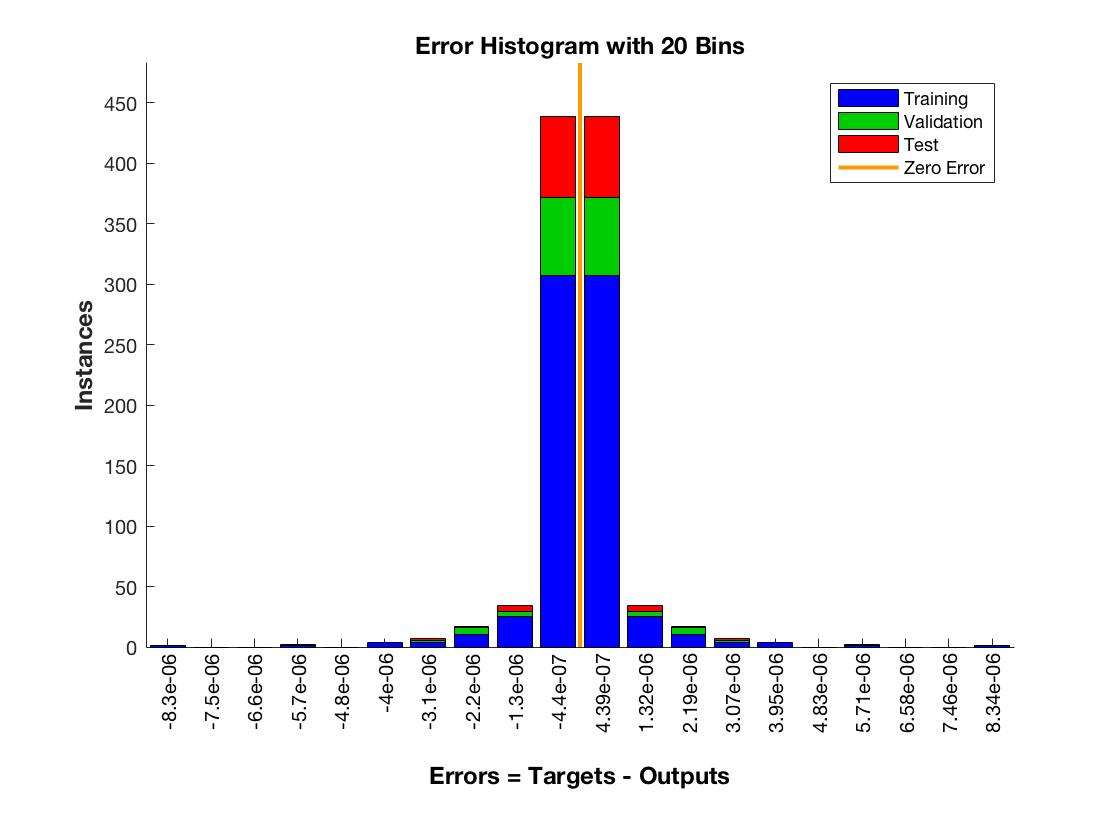 Error Histogram with 20 Bins
Training
Validation
Test
Zero Error
Instances
450
400
350
300
250
200
150
100
50
0
-8.3e-06
-7.5e-06
-6.6e-06
-5.7e-06
-4.8e-06
-4e-06
-3.1e-06
-2.2e-06
-1.3e-06
-4.4e-07
4.39e-07
1.32e-06
2.19e-06
3.07e-06
3.95e-06
4.83e-06
5.71e-06
6.58e-06
7.46e-06
8.34e-06
Errors = Targets - Outputs